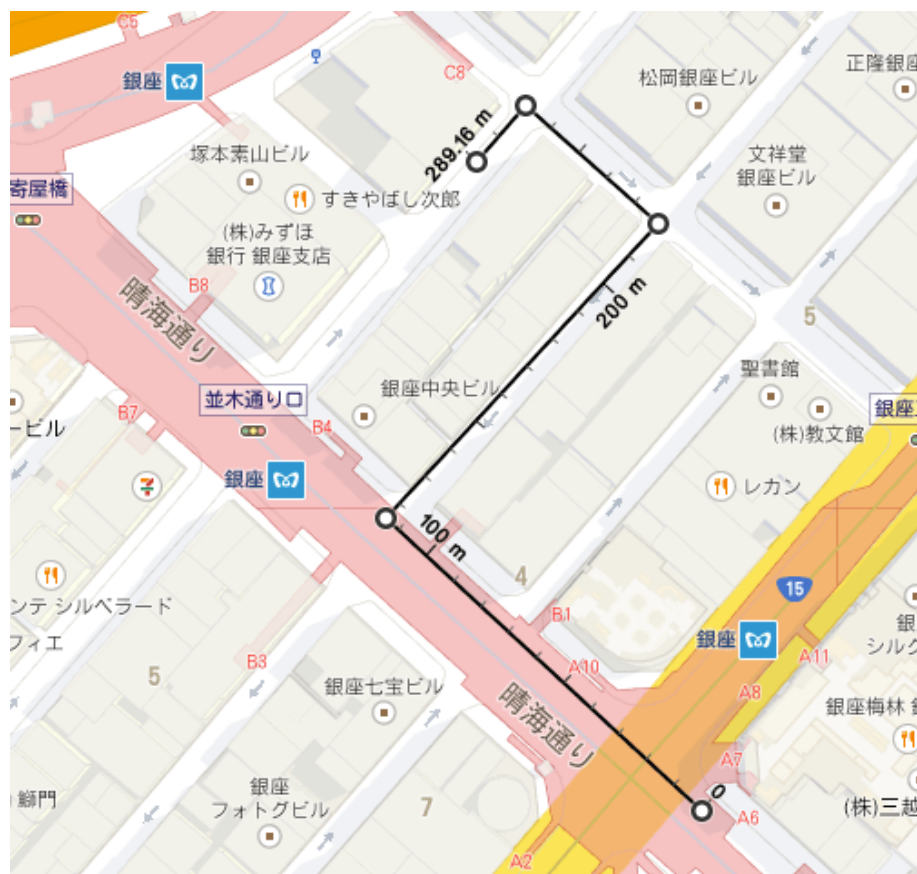 C5
C8
銀座
松岡銀座ビル
正隆銀座
289.16 m
塚本素山ビル
文祥堂
銀座ビル
寄屋橋
すきやばし次郎
(株)みずほ
銀行 銀座支店
B8
200 m
晴海通り
5
聖書館
並木通り口
銀座中央ビル
銀座
(株)教文館
B7
B4
ービル
銀座
レカン
100 m
4
15
ンテ シルベラード
フィエ
B1
銀座
銀
シルク
A11
B3
A10
5
銀座七宝ビル
A8
晴海通り
銀座梅林 銀
A7
0
銀座
フォトグビル
鰤門
7
A6
(株)三越
A2